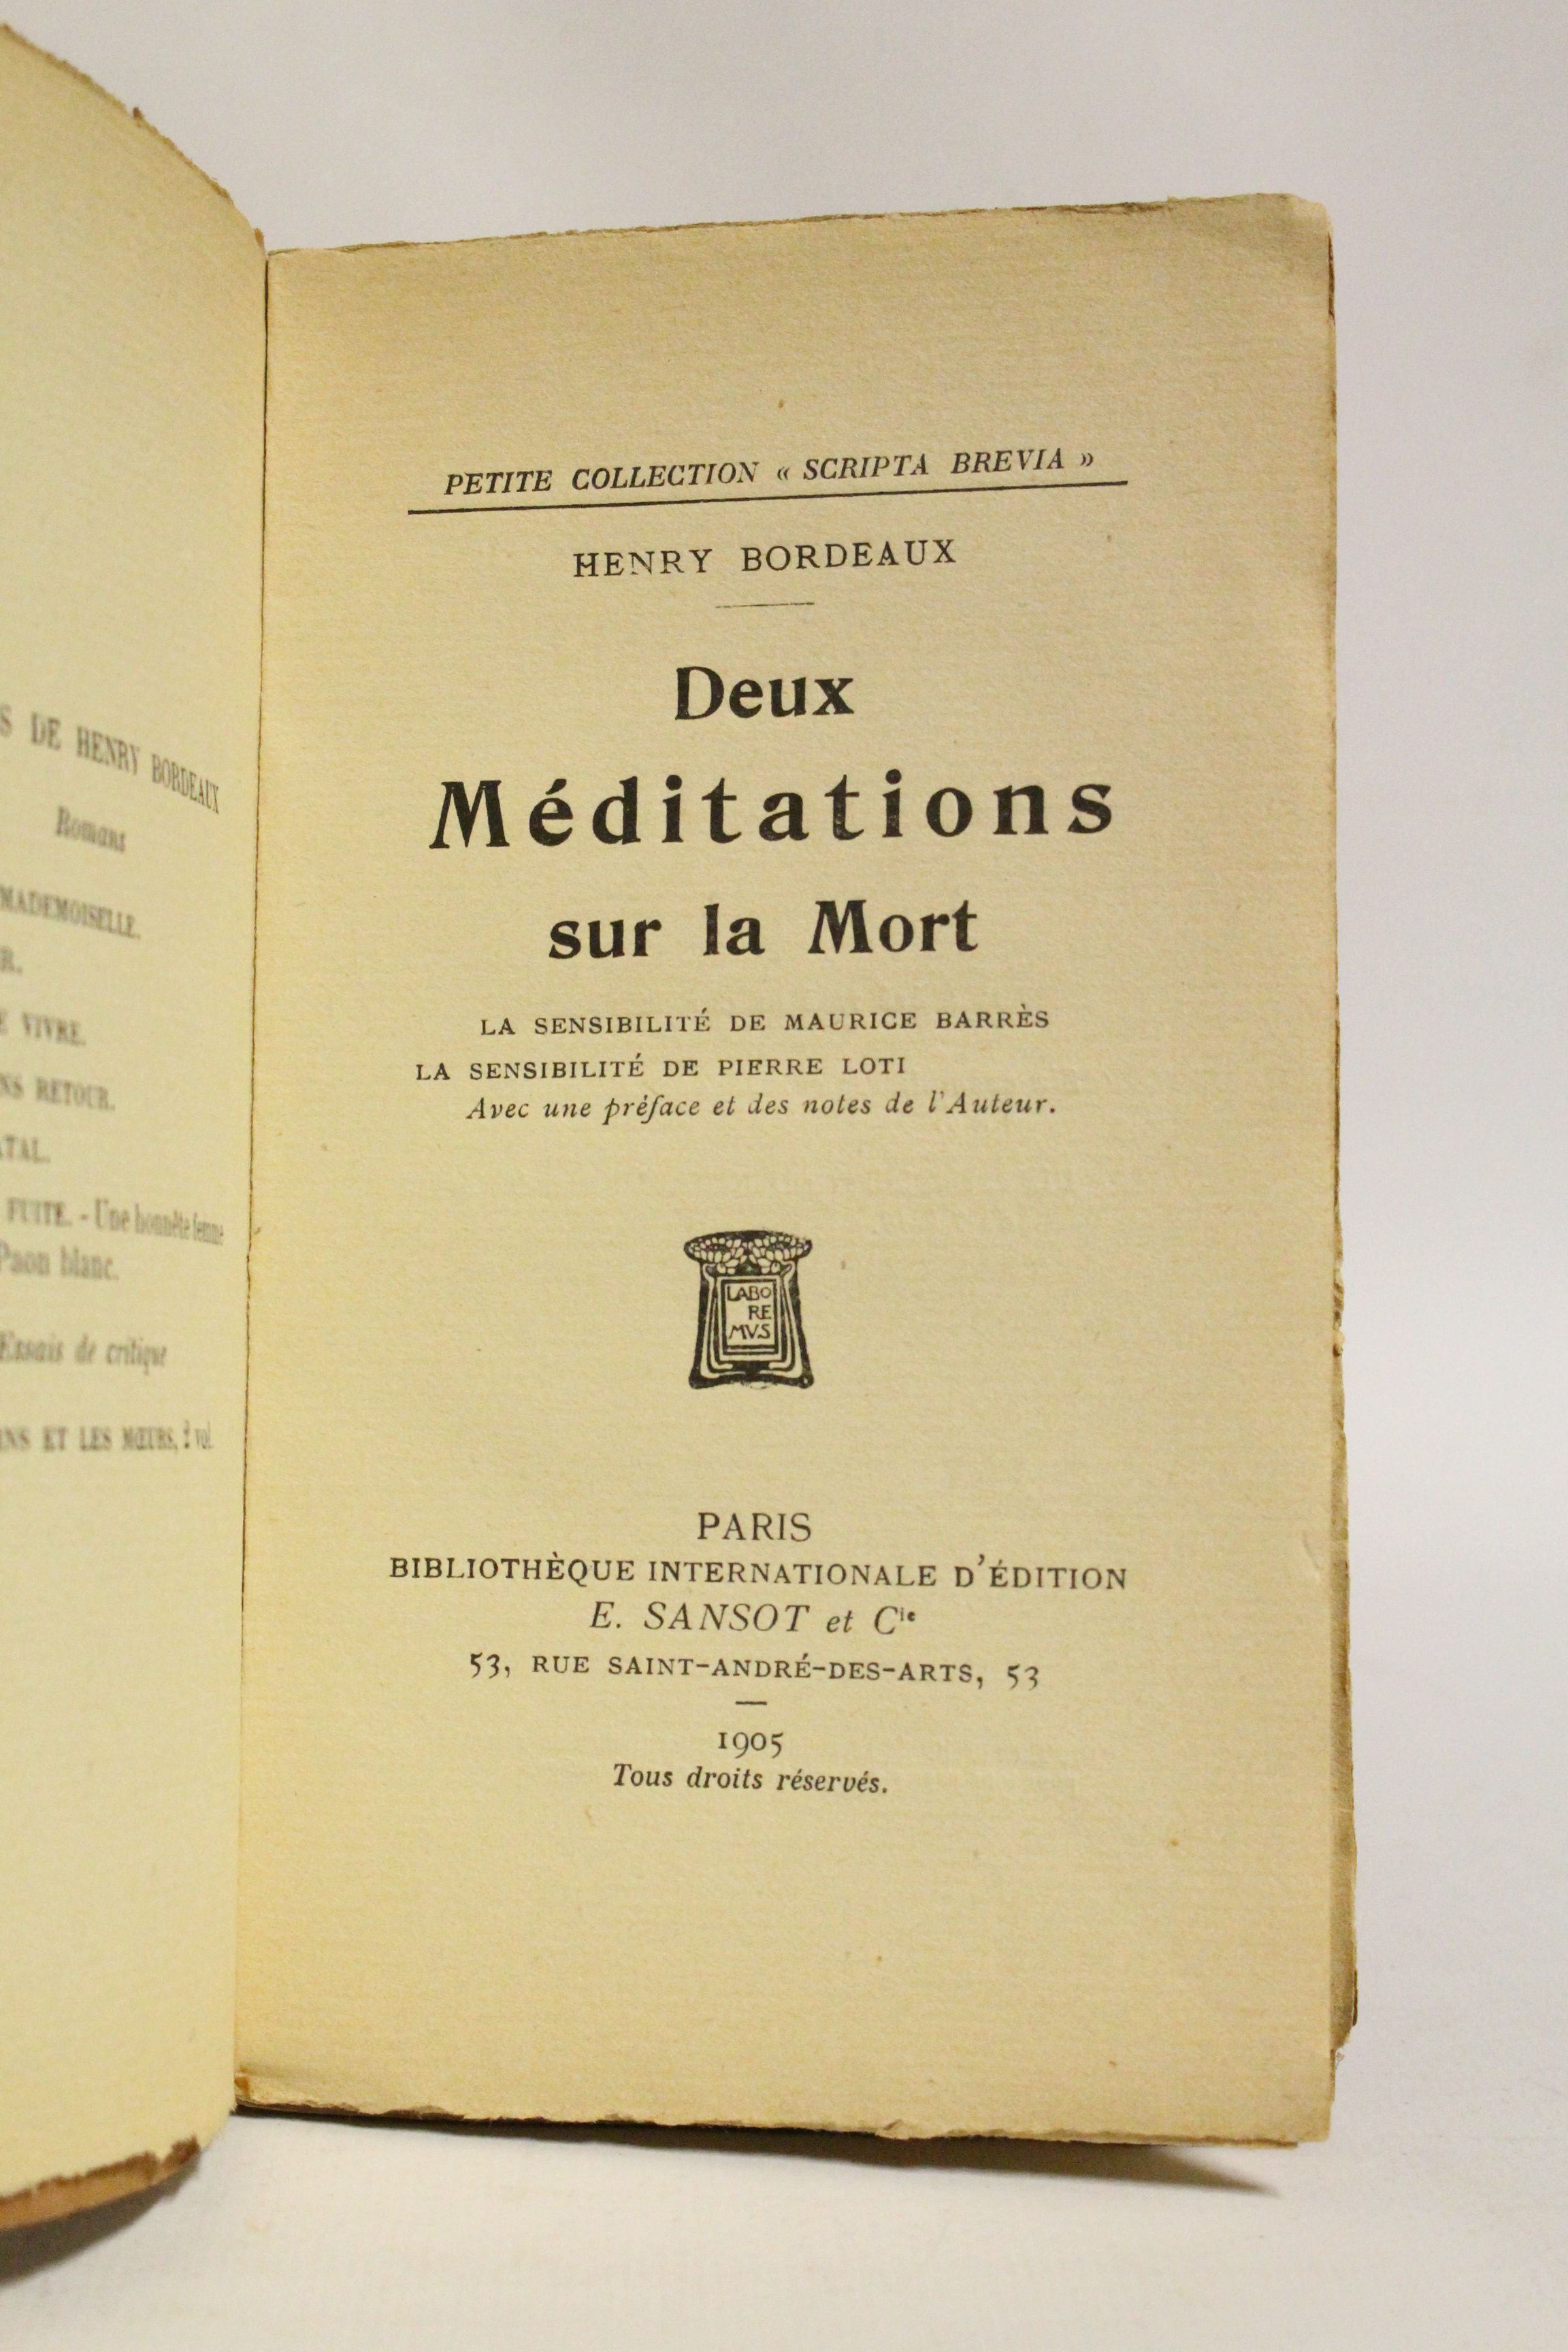 S DE HENRY BORDEAUX
Romans
MADEMOISELLE.
R.
E VIVRE.
NS RETOUR.
TAL.
FUITE. - Une honnête femme
Paon blanc.
Essais de critique
INS ET LES MŒURS, 2 vol.
PETITE COLLECTION « SCRIPTA BREVIA »
HENRY BORDEAUX
Deux
Méditations
sur la Mort
LA SENSIBILITÉ DE MAURICE BARRÈS
LA SENSIBILITÉ DE PIERRE LOTI
Avec une préface et des notes de l'Auteur.
LABO
RE
MVS
PARIS
BIBLIOTHÈQUE INTERNATIONALE D'ÉDITION
E. SANSOT et Cie
53, RUE SAINT-ANDRÉ-DES-ARTS, 53
1905
Tous droits réservés.